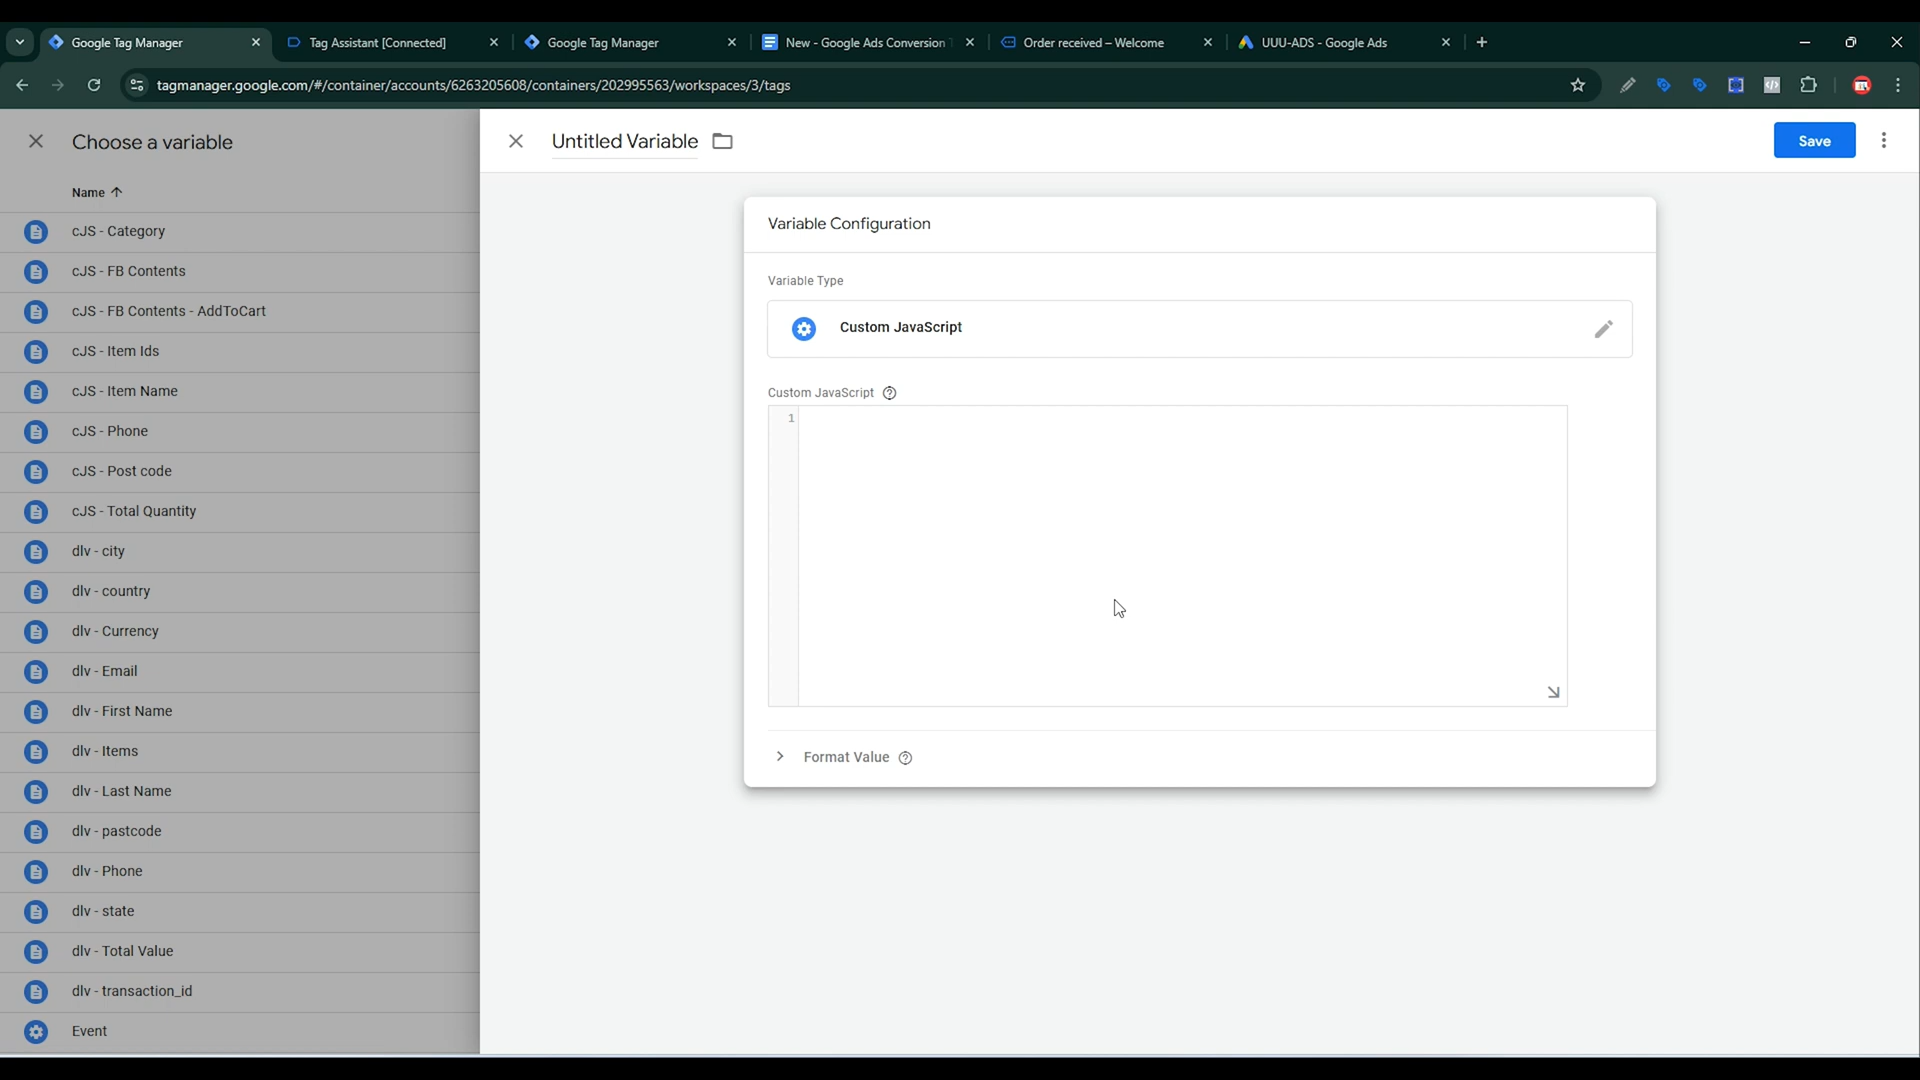 Google Tag Manager
Tag Assistant [Connected]
Google Tag Manager
New - Google Ads Conversion
Order received – Welcome
UUU-ADS - Google Ads
tagmanager.google.com/#/container/accounts/6263205608/containers/202995563/workspaces/3/tags
Choose a variable
Untitled Variable
Save
Name
Variable Configuration
cJS - Category
cJS - FB Contents
cJS - FB Contents - AddToCart
cJS - Item Ids
cJS - Item Name
cJS - Phone
cJS - Post code
cJS - Total Quantity
dlv - city
dlv - country
dlv - Currency
dlv - Email
dlv - First Name
dlv - Items
dlv - Last Name
dlv - pastcode
dlv - Phone
dlv - state
dlv - Total Value
dlv - transaction_id
Event
Variable Type
Custom JavaScript
Custom JavaScript
1
Format Value